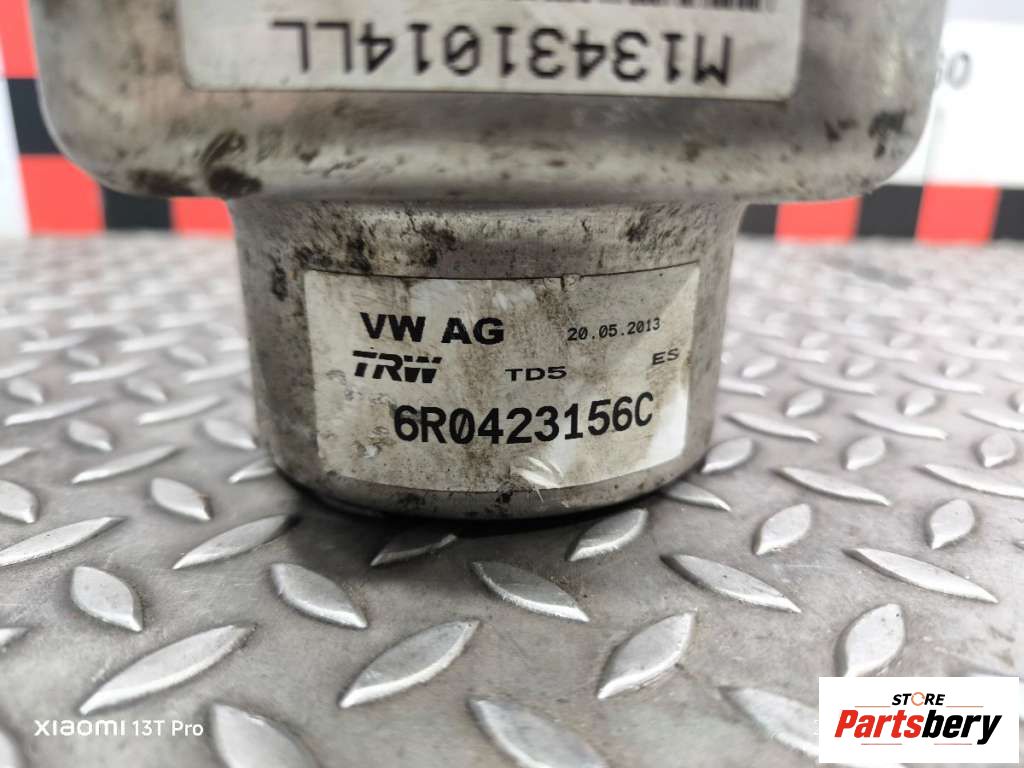 M13431014LL
VW AG 20.05.2013
TRW TD5 ES
6R0423156C
XIAOMI 13T Pro
STORE
Partsbery